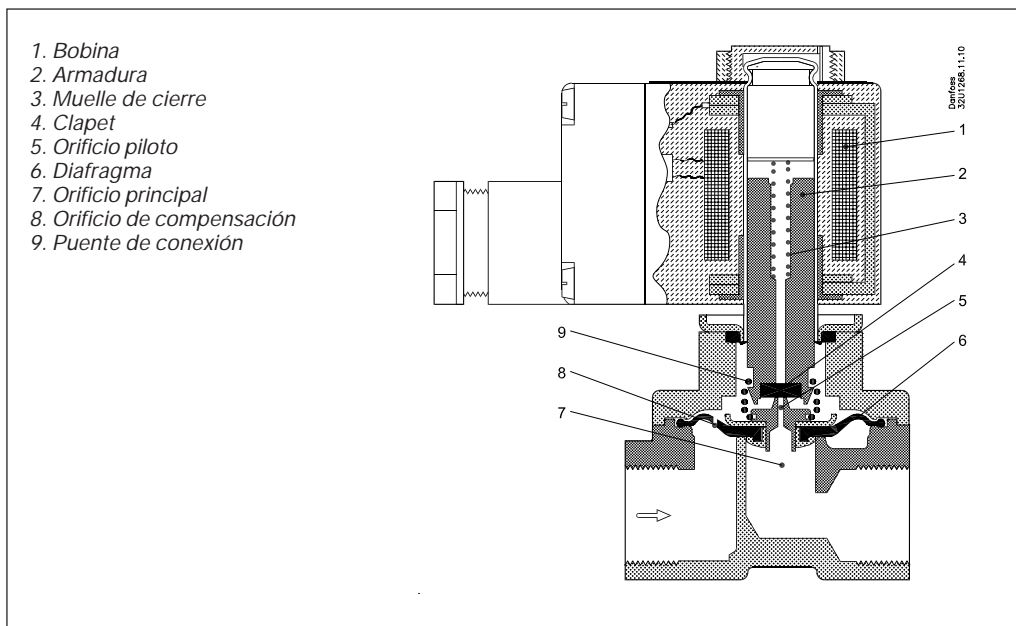 1. Bobina
2. Armadura
3. Muelle de cierre
4. Clapet
5. Orificio piloto
6. Diafragma
7. Orificio principal
8. Orificio de compensación
9. Puente de conexión
Danfoss
32U1268.11.10
1
2
3
4
5
6
9
8
7